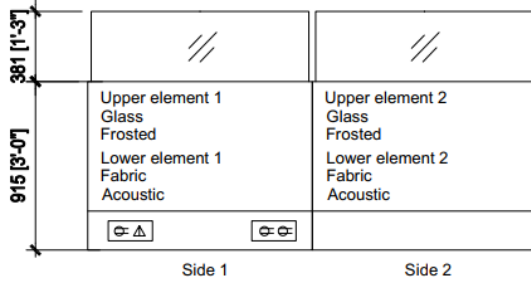 381 [1'-3"]
915 [3'-0"]
Upper element 1
Glass
Frosted
Lower element 1
Fabric
Acoustic
Upper element 2
Glass
Frosted
Lower element 2
Fabric
Acoustic
Side 1
Side 2